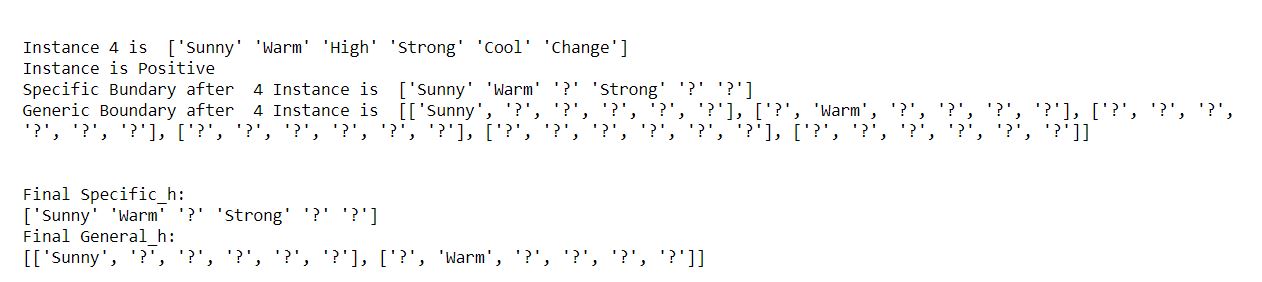 Instance 4 is  ['Sunny' 'Warm' 'High' 'Strong' 'Cool' 'Change']
Instance is Positive
Specific Bundary after  4 Instance is  ['Sunny' 'Warm' '?' 'Strong' '?' '?']
Generic Boundary after  4 Instance is  [['Sunny', '?', '?', '?', '?', '?'], ['?', 'Warm', '?', '?', '?', '?'], ['?', '?', '?',
'?', '?', '?'], ['?', '?', '?', '?', '?', '?'], ['?', '?', '?', '?', '?', '?'], ['?', '?', '?', '?', '?', '?']]
Final Specific_h:
['Sunny' 'Warm' '?' 'Strong' '?' '?']
Final General_h:
[['Sunny', '?', '?', '?', '?', '?'], ['?', 'Warm', '?', '?', '?', '?']]